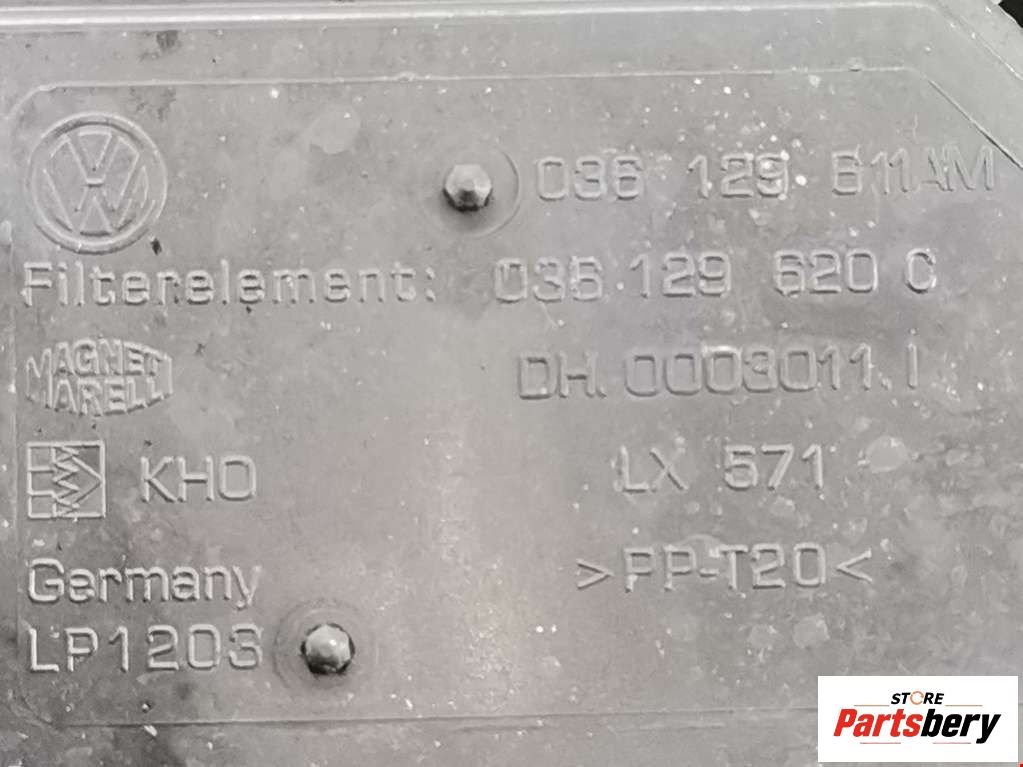 036 129 611AM
Filterelement: 036 129 620 C
MAGNETI MARELLI
DH.0003011.1
KHO
LX 571
Germany
>PP-T20<
LP1203
STORE
Partsbery